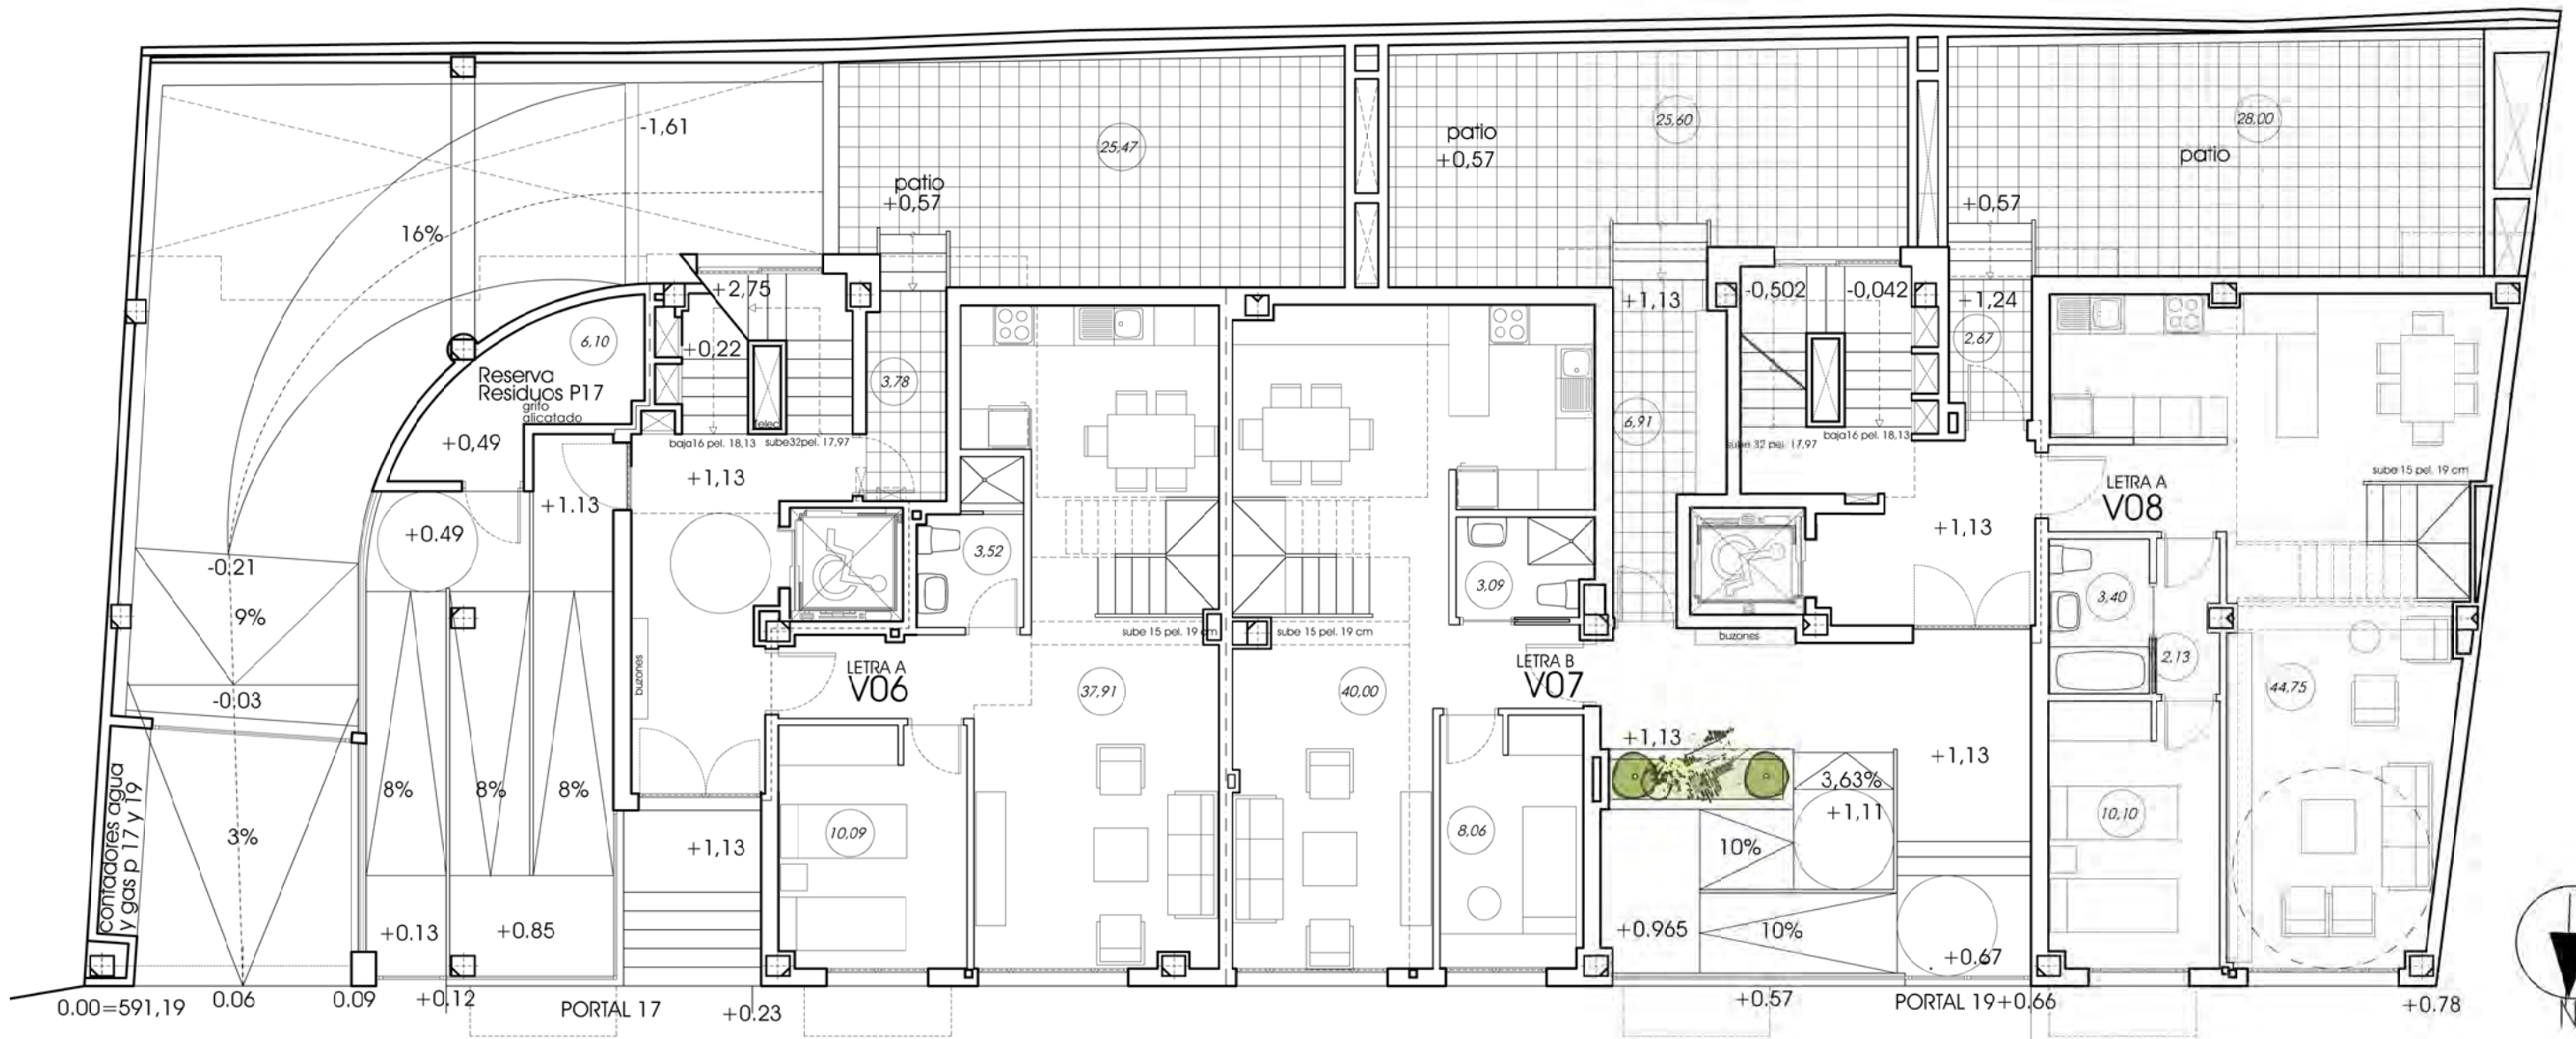 -1,61
25,47
patio
+0,57
25,60
patio
+0,57
28,00
patio
16%
+0,57
+2,75
+0,22
6,10
Reserva
Residuos P17
grifo
alicatado
+0,49
3,78
+1,13
-0,502
-0,042
+1,24
2,67
6,91
elec
baja16 pel. 18,13
sube32pel. 17,97
sube 32 pel. 17,97
baja16 pel. 18,13
+1,13
+1.13
+0.49
3,52
3,09
+1,13
LETRA A
V08
sube 15 pel. 19 cm
3,40
2,13
44,75
-0.21
9%
-0.03
3%
contadores agua
y gas p 17 y 19
8%
8%
8%
buzones
LETRA A
V06
sube 15 pel. 19 cm
sube 15 pel. 19 cm
37,91
40,00
LETRA B
V07
buzones
+1,13
+1,13
3,63%
+1,11
10%
10%
+0.965
+0.67
+1,13
10,09
8,06
10,10
+0.13
+0.85
0.00=591,19
0.06
0.09
+0.12
PORTAL 17
+0.23
+0.57
PORTAL 19
+0.66
+0.78
N